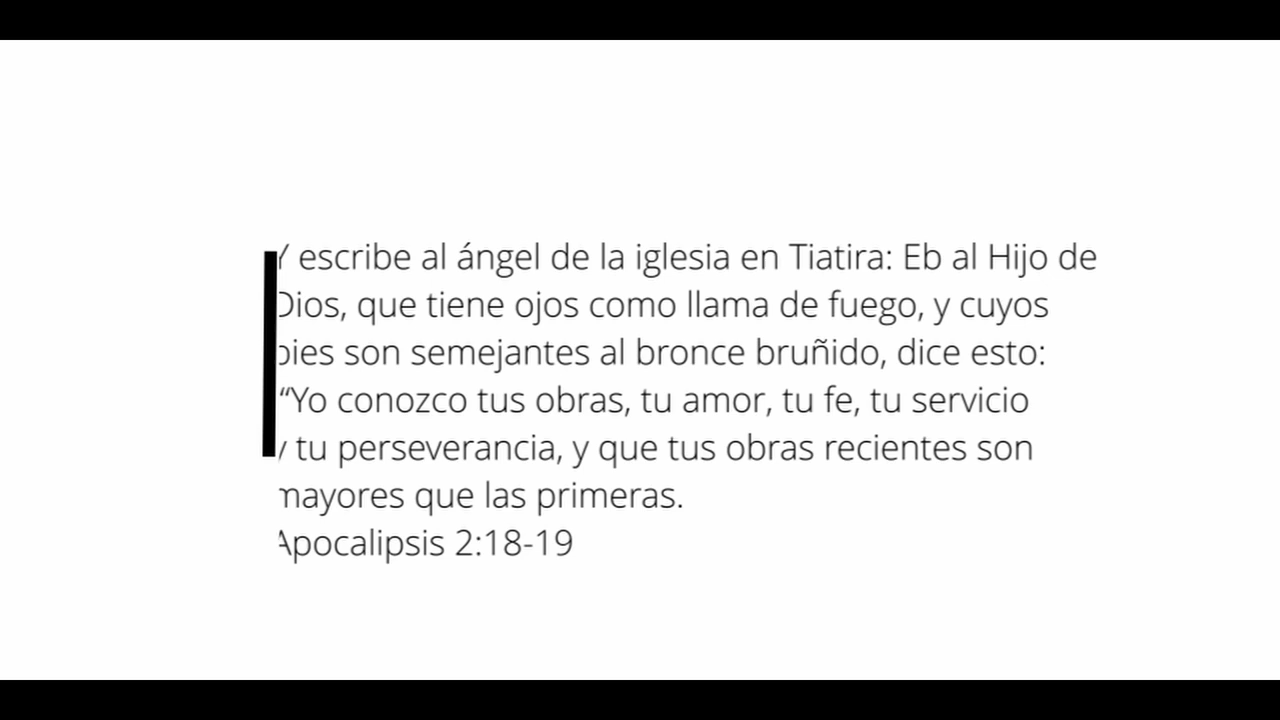 Y escribe al ángel de la iglesia en Tiatira: Eb al Hijo de
Dios, que tiene ojos como llama de fuego, y cuyos
pies son semejantes al bronce bruñido, dice esto:
“Yo conozco tus obras, tu amor, tu fe, tu servicio
y tu perseverancia, y que tus obras recientes son
mayores que las primeras.
Apocalipsis 2:18-19